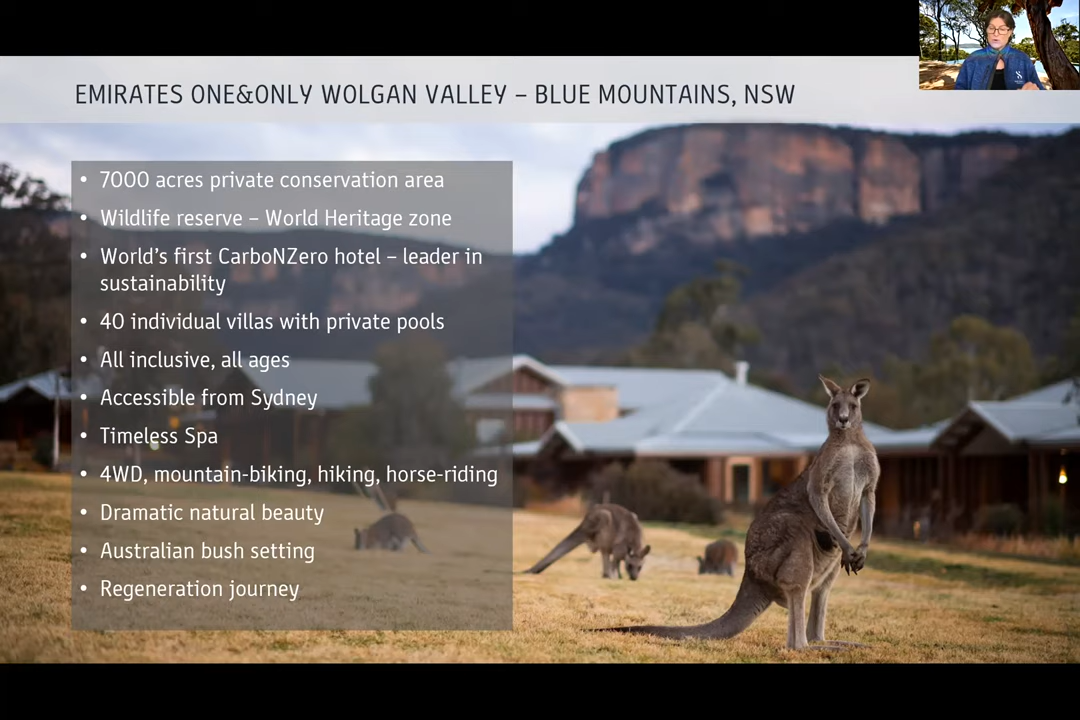 EMIRATES ONE&ONLY WOLGAN VALLEY – BLUE MOUNTAINS, NSW
• 7000 acres private conservation area
• Wildlife reserve – World Heritage zone
• World's first CarboNZero hotel – leader in
sustainability
• 40 individual villas with private pools
• All inclusive, all ages
• Accessible from Sydney
• Timeless Spa
• 4WD, mountain-biking, hiking, horse-riding
• Dramatic natural beauty
• Australian bush setting
• Regeneration journey